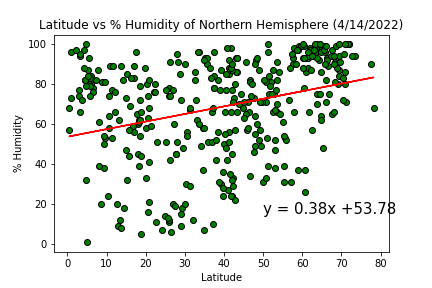 Latitude vs % Humidity of Northern Hemisphere (4/14/2022)
100
80
60
40
20
0
% Humidity
y = 0.38x +53.78
0 10 20 30 40 50 60 70 80
Latitude